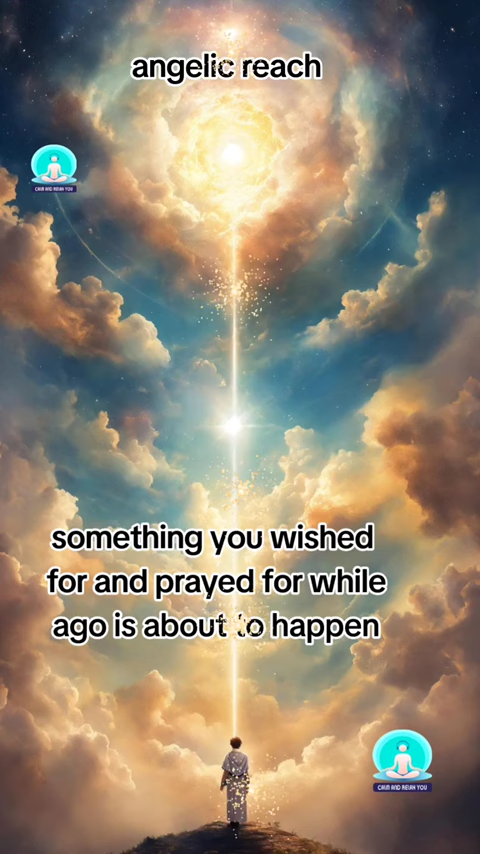 angelic reach
CALM AND RELAX YOU
something you wished
for and prayed for while
ago is about to happen
CALM AND RELAX YOU